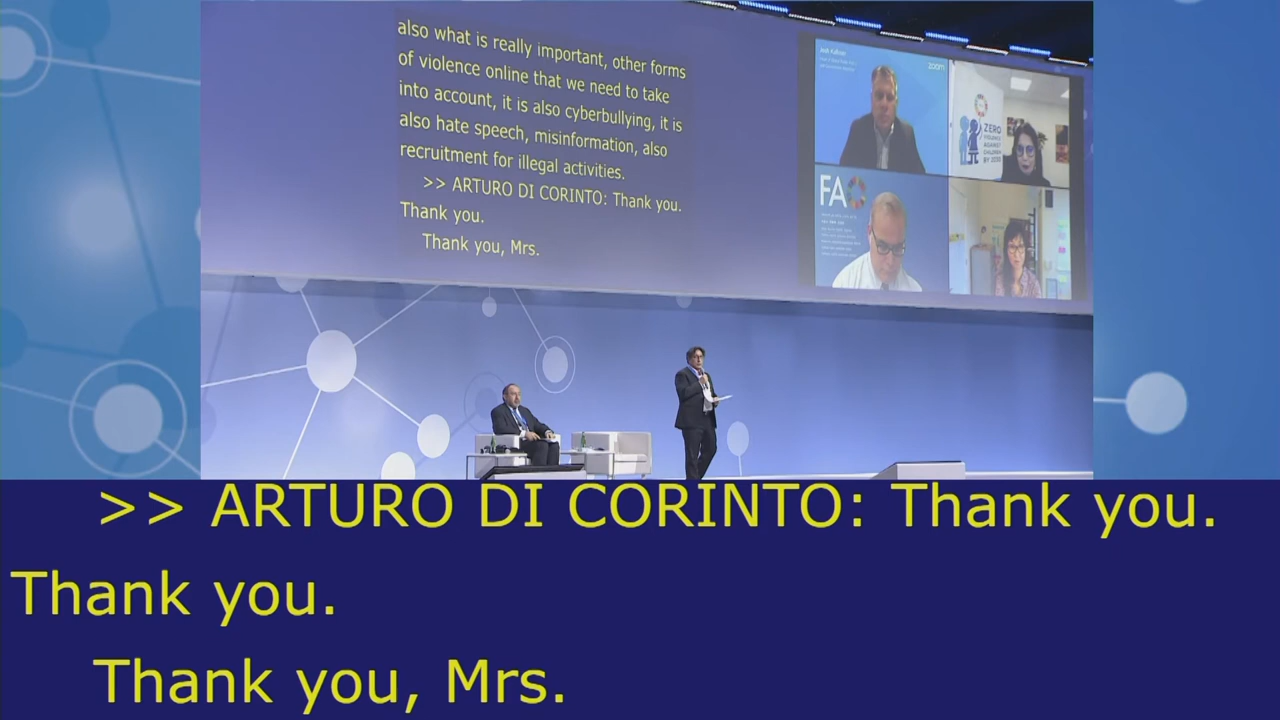 also what is really important, other forms
of violence online that we need to take
into account, it is also cyberbullying, it is
also hate speech, misinformation, also
recruitment for illegal activities.
>> ARTURO DI CORINTO: Thank you.
Thank you.
Thank you, Mrs.
zoom
ZERO
VIOLENCE
AGAINST
CHILDREN
BY 2030
FAO
>> ARTURO DI CORINTO: Thank you.
Thank you.
Thank you, Mrs.